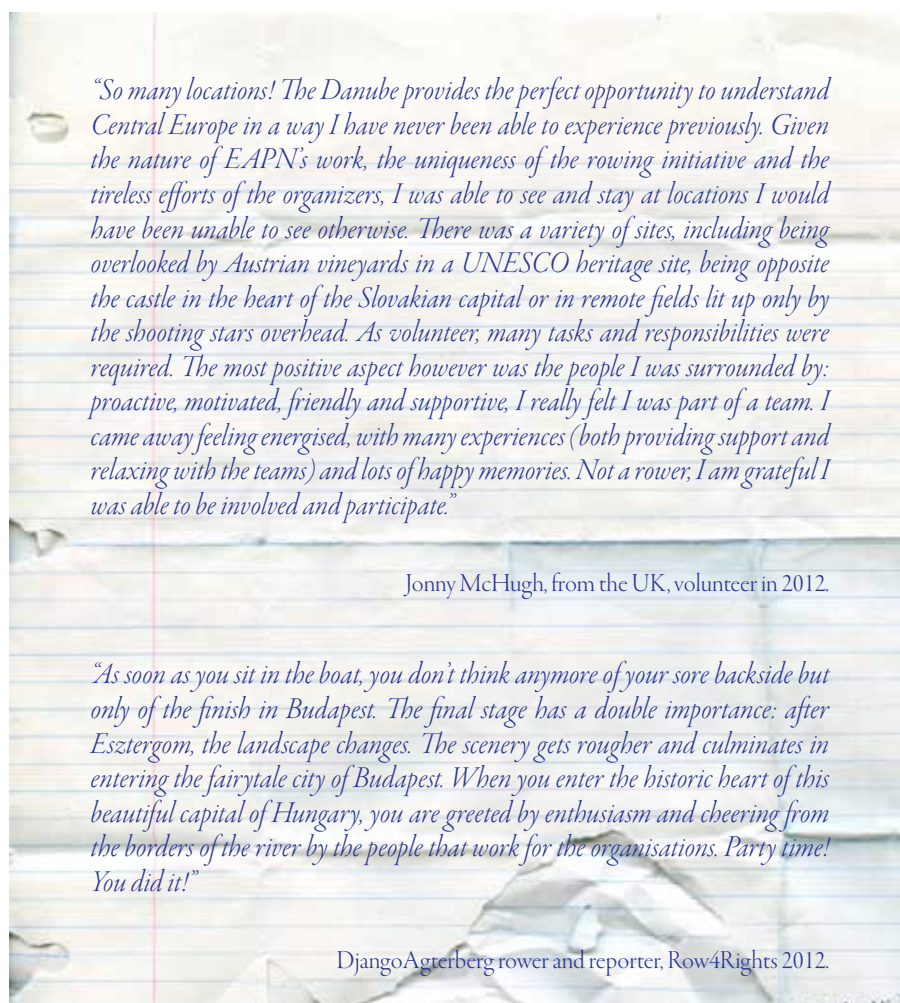 “So many locations! The Danube provides the perfect opportunity to understand
Central Europe in a way I have never been able to experience previously. Given
the nature of EAPN’s work, the uniqueness of the rowing initiative and the
tireless efforts of the organizers, I was able to see and stay at locations I would
have been unable to see otherwise. There was a variety of sites, including being
overlooked by Austrian vineyards in a UNESCO heritage site, being opposite
the castle in the heart of the Slovakian capital or in remote fields lit up only by
the shooting stars overhead. As volunteer, many tasks and responsibilities were
required. The most positive aspect however was the people I was surrounded by:
proactive, motivated, friendly and supportive, I really felt I was part of a team. I
came away feeling energised, with many experiences (both providing support and
relaxing with the teams) and lots of happy memories. Not a rower, I am grateful I
was able to be involved and participate.”
Jonny McHugh, from the UK, volunteer in 2012.
“As soon as you sit in the boat, you don’t think anymore of your sore backside but
only of the finish in Budapest. The final stage has a double importance: after
Esztergom, the landscape changes. The scenery gets rougher and culminates in
entering the fairytale city of Budapest. When you enter the historic heart of this
beautiful capital of Hungary, you are greeted by enthusiasm and cheering from
the borders of the river by the people that work for the organisations. Party time!
You did it!”
DjangoAgterberg rower and reporter, Row4Rights 2012.